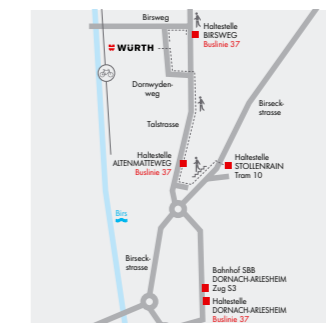 Birsweg
Haltestelle
BIRSWEG
Buslinie 37
WÜRTH
Dornwyden-
weg
Birseck-
strasse
Talstrasse
Haltestelle
ALTENMATTEWEG
Buslinie 37
Haltestelle
STOLLENRAIN
Tram 10
Birs
Birseck-
strasse
Bahnhof SBB
DORNACH-ARLESHEIM
Zug S3
Haltestelle
DORNACH-ARLESHEIM
Buslinie 37